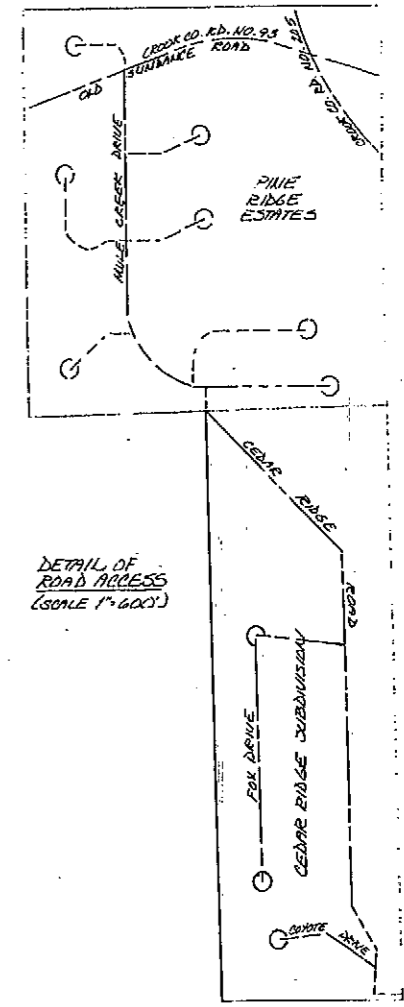 CROOK CO. RD. NO. 93
OLD SUNDANCE ROAD
CROOK CO. RD. NO. 205
MULE CREEK DRIVE
PINE
RIDGE
ESTATES
CEDAR RIDGE ROAD
DETAIL OF
ROAD ACCESS
(SCALE 1"=600')
FOX DRIVE
CEDAR RIDGE SUBDIVISION
COYOTE DRIVE